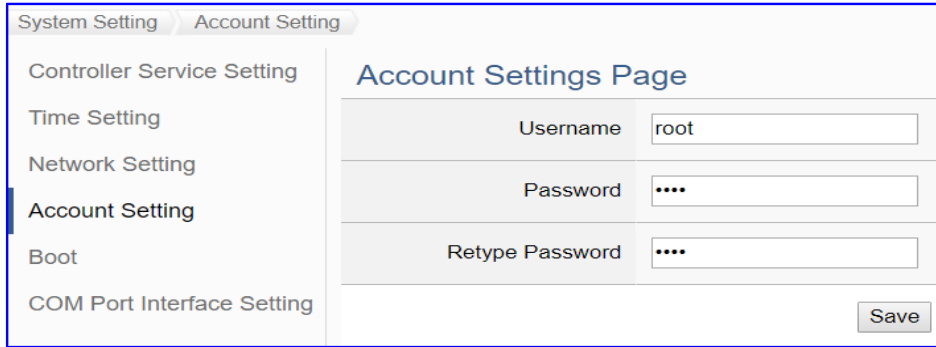 System Setting Account Setting
Controller Service Setting
Time Setting
Network Setting
Account Setting
Boot
COM Port Interface Setting
Account Settings Page
Username root
Password ••••
Retype Password ••••
Save